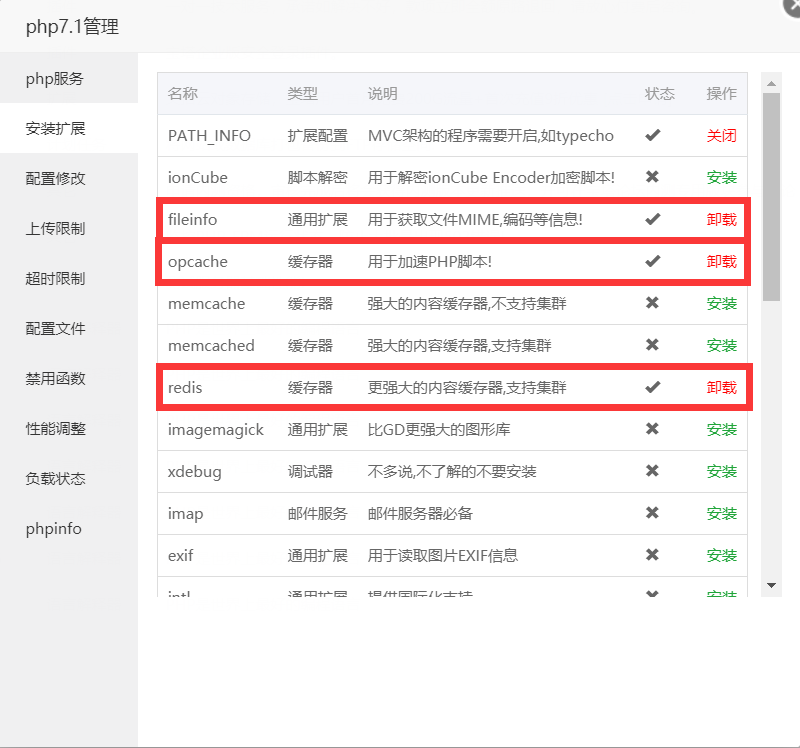 php7.1管理
php服务
安装扩展
配置修改
上传限制
超时限制
配置文件
禁用函数
性能调整
负载状态
phpinfo
名称 类型 说明 状态 操作
PATH_INFO 扩展配置 MVC架构的程序需要开启,如typecho 关闭
ionCube 脚本解密 用于解密ionCube Encoder加密脚本! 安装
fileinfo 通用扩展 用于获取文件MIME,编码等信息! 卸载
opcache 缓存器 用于加速PHP脚本! 卸载
memcache 缓存器 强大的内容缓存器,不支持集群 安装
memcached 缓存器 强大的内容缓存器,支持集群 安装
redis 缓存器 更强大的内容缓存器,支持集群 卸载
imagemagick 通用扩展 比GD更强大的图形库 安装
xdebug 调试器 不多说,不了解的不要安装 安装
imap 邮件服务 邮件服务器必备 安装
exif 通用扩展 用于读取图片EXIF信息 安装
intl 通用扩展 提供国际化支持 安装